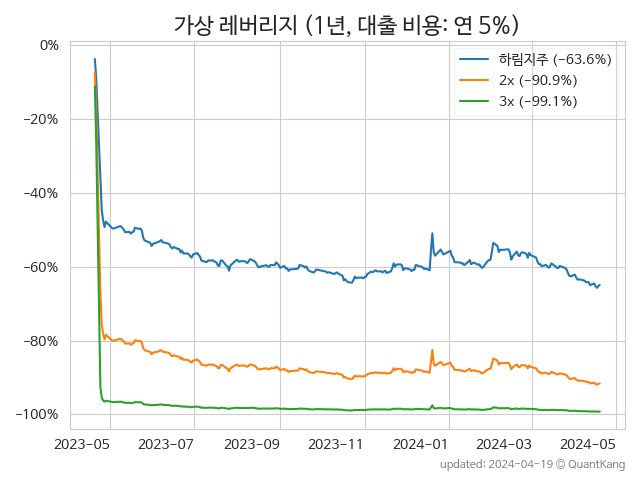 가상 레버리지 (1년, 대출 비용: 연 5%)
하림지주 (-63.6%)
2x (-90.9%)
3x (-99.1%)
0%
-20%
-40%
-60%
-80%
-100%
2023-05 2023-07 2023-09 2023-11 2024-01 2024-03 2024-05
updated: 2024-04-19 © QuantKang